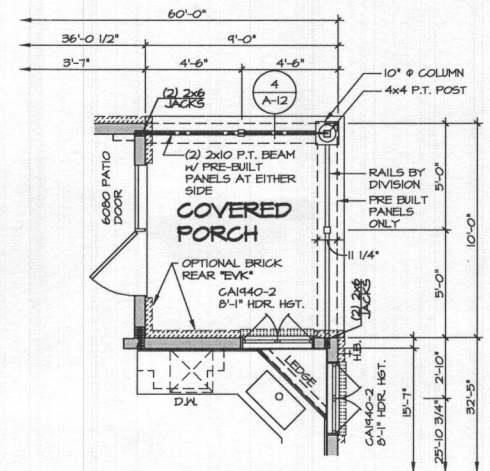 60'-0"
36'-0 1/2"
9'-0"
3'-7"
4'-6"
4'-6"
4
A-12
10" Φ COLUMN
4x4 P.T. POST
(2) 2x6
JACKS
(2) 2x10 P.T. BEAM
W/ PRE-BUILT
PANELS AT EITHER
SIDE
6080 PATIO
DOOR
COVERED
PORCH
RAILS BY
DIVISION
PRE BUILT
PANELS
ONLY
5'-0"
10'-0"
11 1/4"
OPTIONAL BRICK
REAR "EVK"
CA1940-2
8'-1" HDR. HGT.
(2) 2x6
JACKS
5'-0"
H.B.
LEDGE
D.W.
CA1940-2
8'-1" HDR. HGT.
15'-7"
2'-10"
25'-10 3/4"
32'-5"